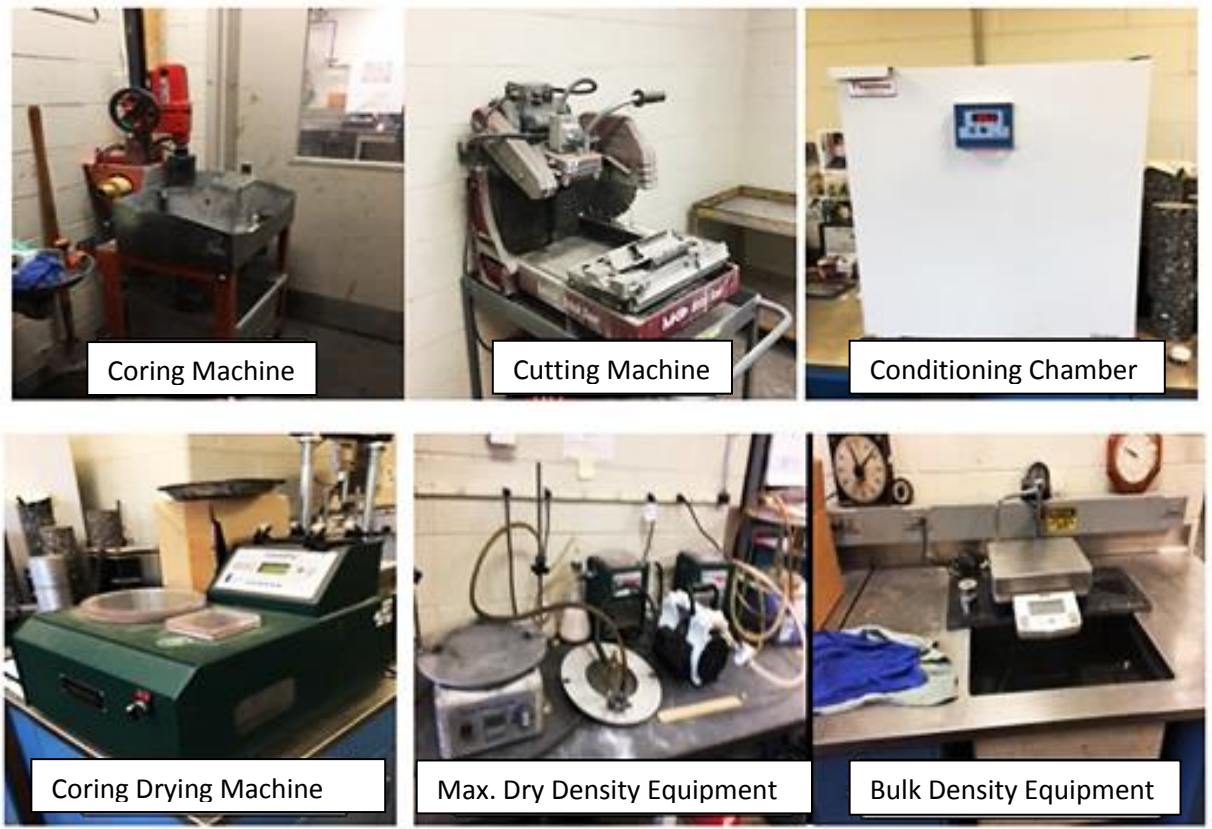 Coring Machine
Cutting Machine
Conditioning Chamber
Coring Drying Machine
Max. Dry Density Equipment
Bulk Density Equipment